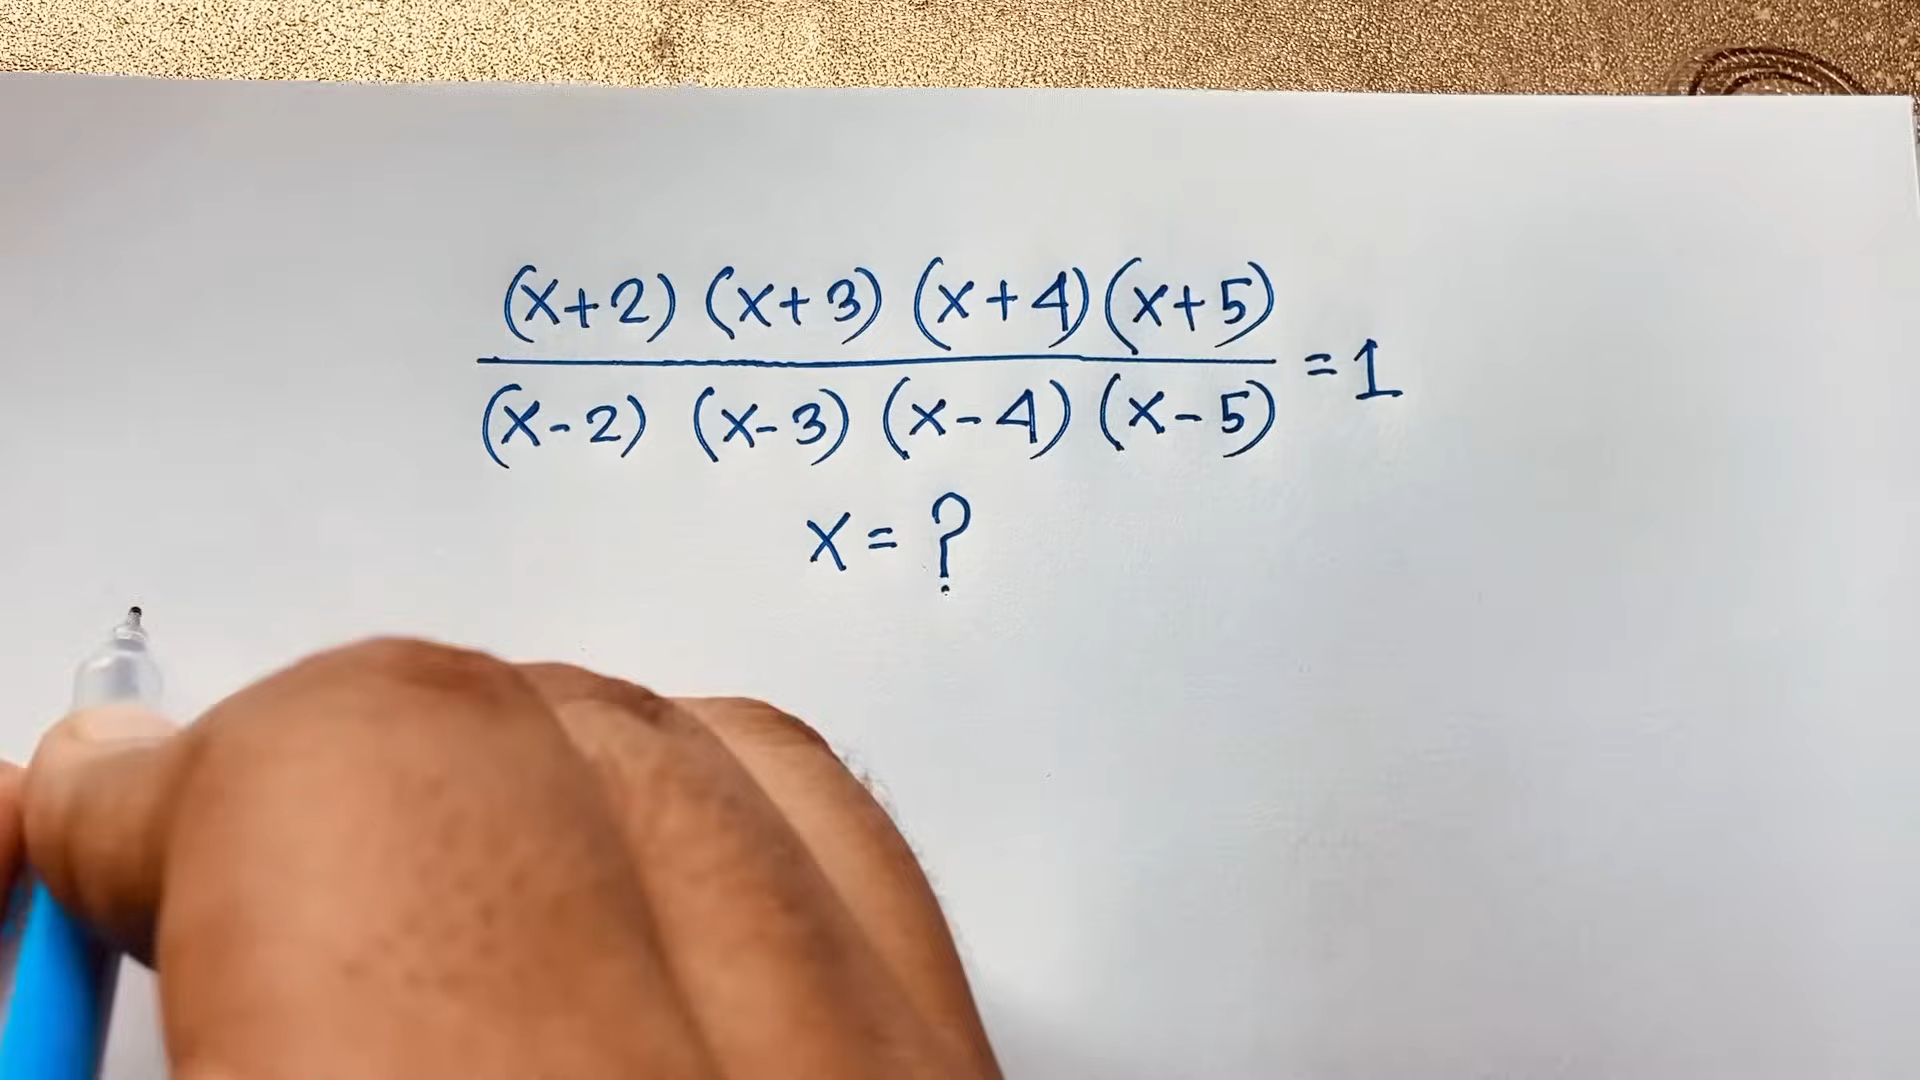 (x+2) (x+3) (x+4)(x+5)
(x-2) (x-3) (x-4) (x-5)
=1
x=?